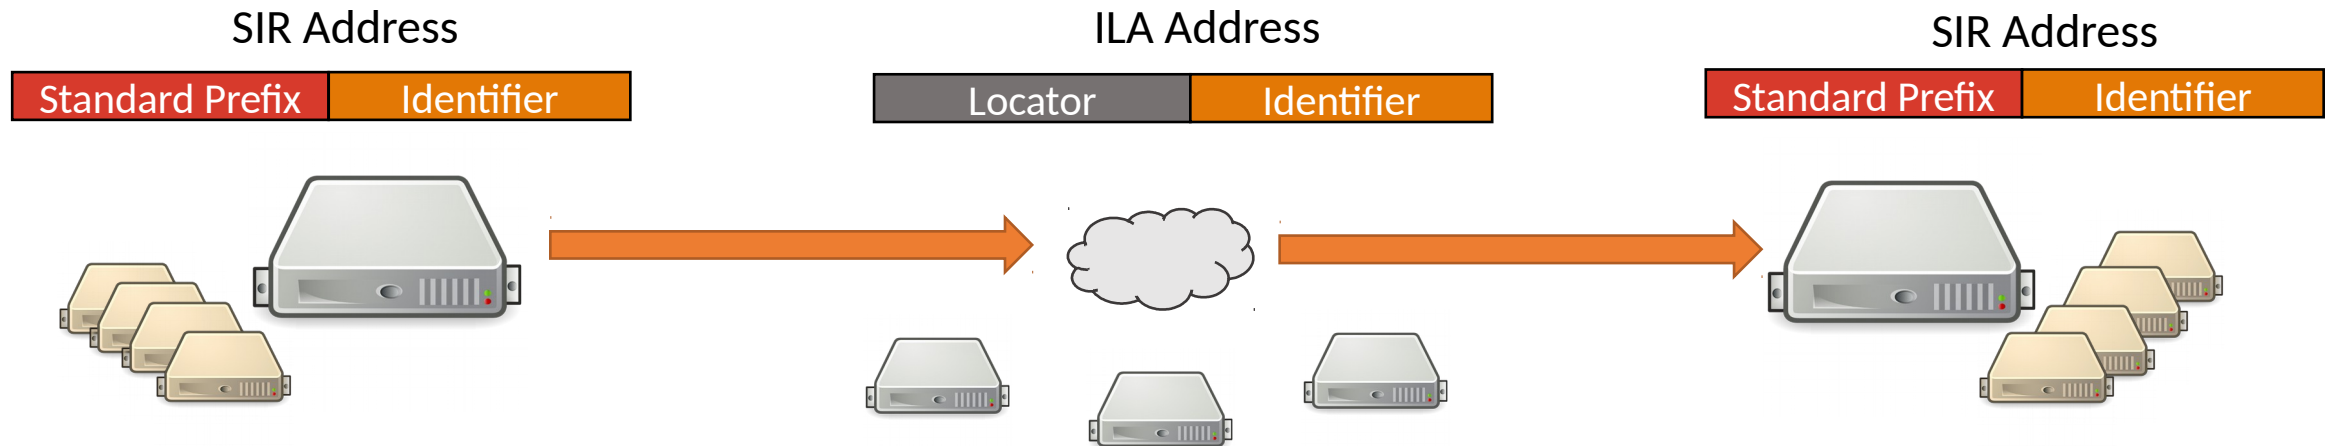 SIR Address
ILA Address
SIR Address
Standard Prefix Identifier
Locator Identifier
Standard Prefix Identifier